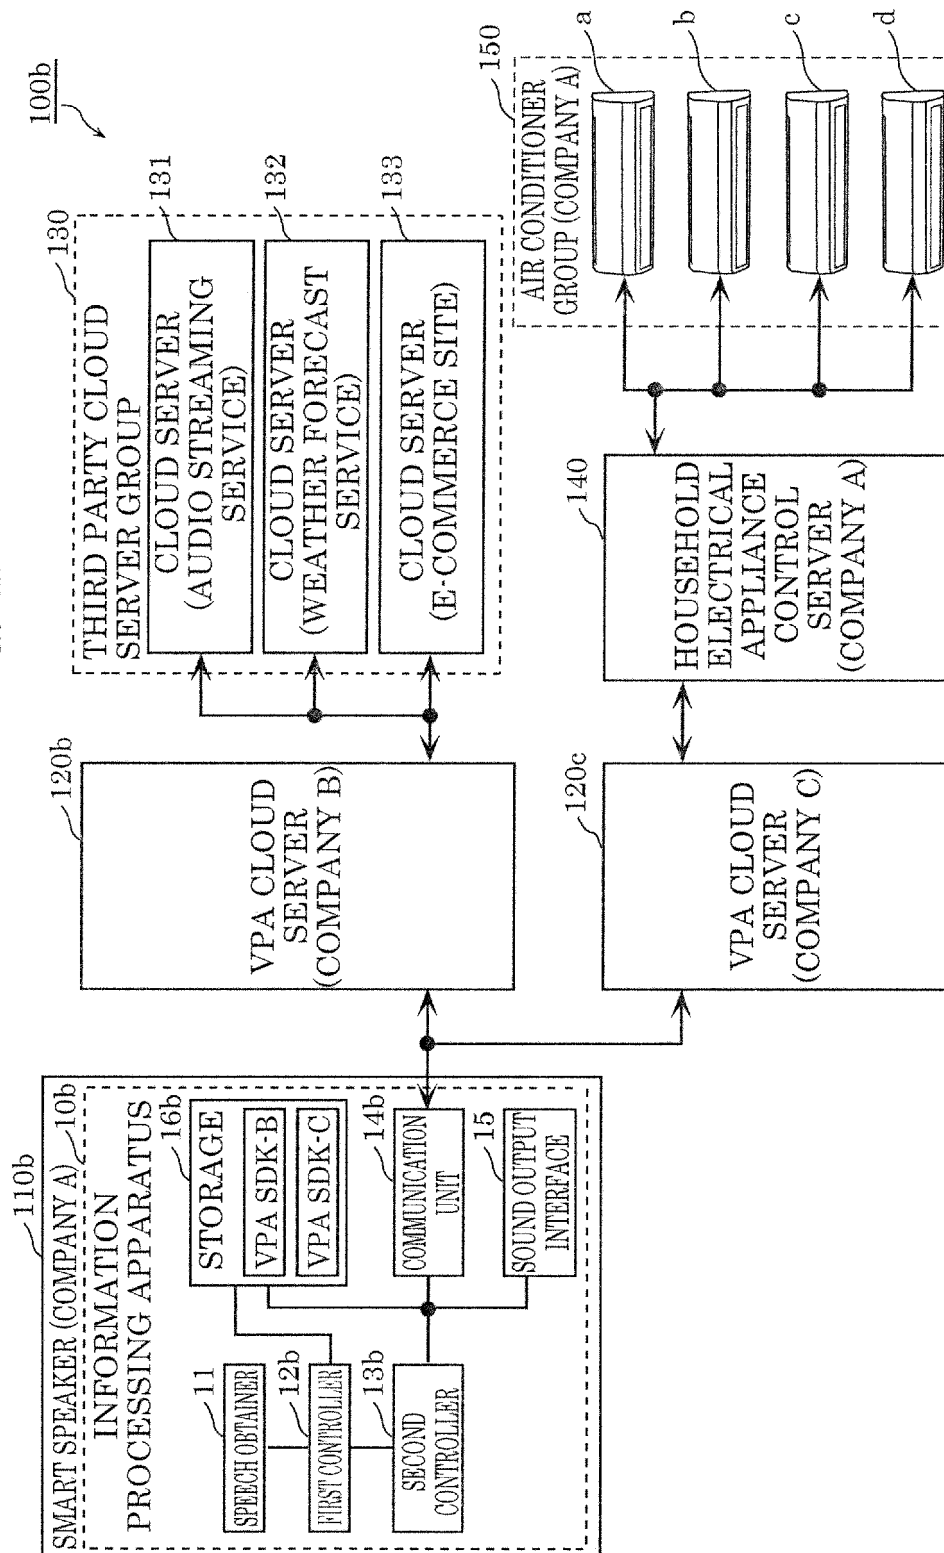 100b
110b
SMART SPEAKER (COMPANY A)
10b
INFORMATION
PROCESSING APPARATUS
11
SPEECH OBTAINER
12b
FIRST CONTROLLER
13b
SECOND
CONTROLLER
16b
STORAGE
VPA SDK-B
VPA SDK-C
14b
COMMUNICATION
UNIT
15
SOUND OUTPUT
INTERFACE
120b
VPA CLOUD
SERVER
(COMPANY B)
120c
VPA CLOUD
SERVER
(COMPANY C)
130
THIRD PARTY CLOUD
SERVER GROUP
131
CLOUD SERVER
(AUDIO STREAMING
SERVICE)
132
CLOUD SERVER
(WEATHER FORECAST
SERVICE)
133
CLOUD SERVER
(E-COMMERCE SITE)
140
HOUSEHOLD
ELECTRICAL
APPLIANCE
CONTROL
SERVER
(COMPANY A)
150
AIR CONDITIONER
GROUP (COMPANY A)
a
b
c
d